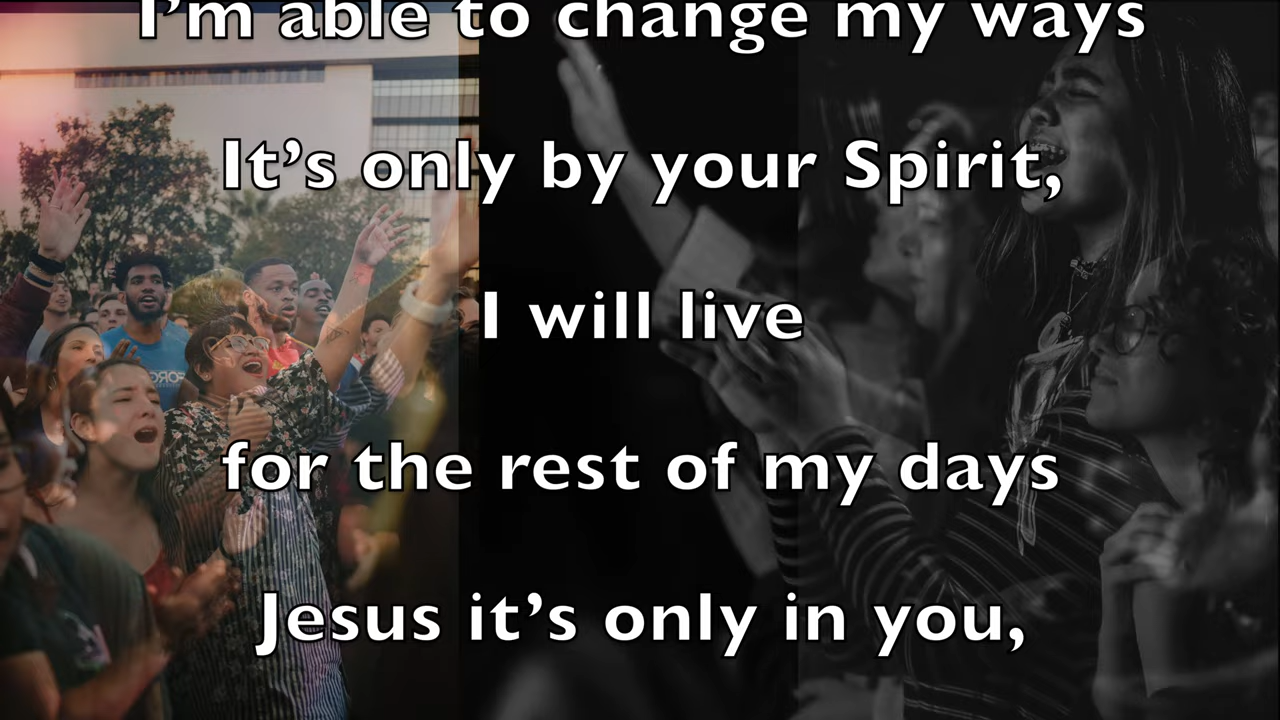 I’m able to change my ways
It’s only by your Spirit,
I will live
for the rest of my days
Jesus it’s only in you,